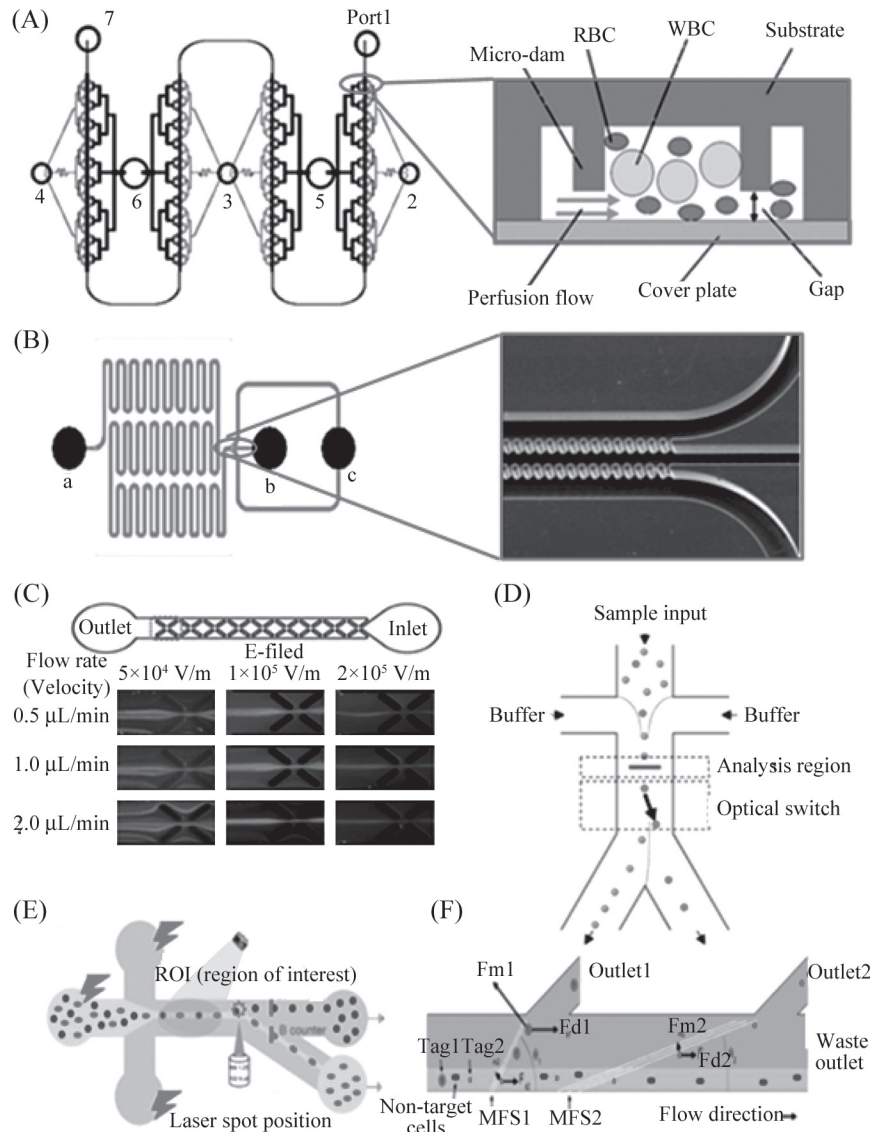 (A)
7
Port1
4
6
3
5
2
RBC
WBC
Substrate
Micro-dam
Perfusion flow
Cover plate
Gap
(B)
a
b
c
(C)
Outlet
Inlet
E-filed
Flow rate
(Velocity)
5×10⁴ V/m
1×10⁵ V/m
2×10⁵ V/m
0.5 μL/min
1.0 μL/min
2.0 μL/min
(D)
Sample input
Buffer
Buffer
Analysis region
Optical switch
(E)
ROI (region of interest)
B counter
Laser spot position
(F)
Outlet1
Outlet2
Fm1
Fd1
Fm2
Fd2
Waste
outlet
Tag1
Tag2
Non-target
cells
MFS1
MFS2
Flow direction